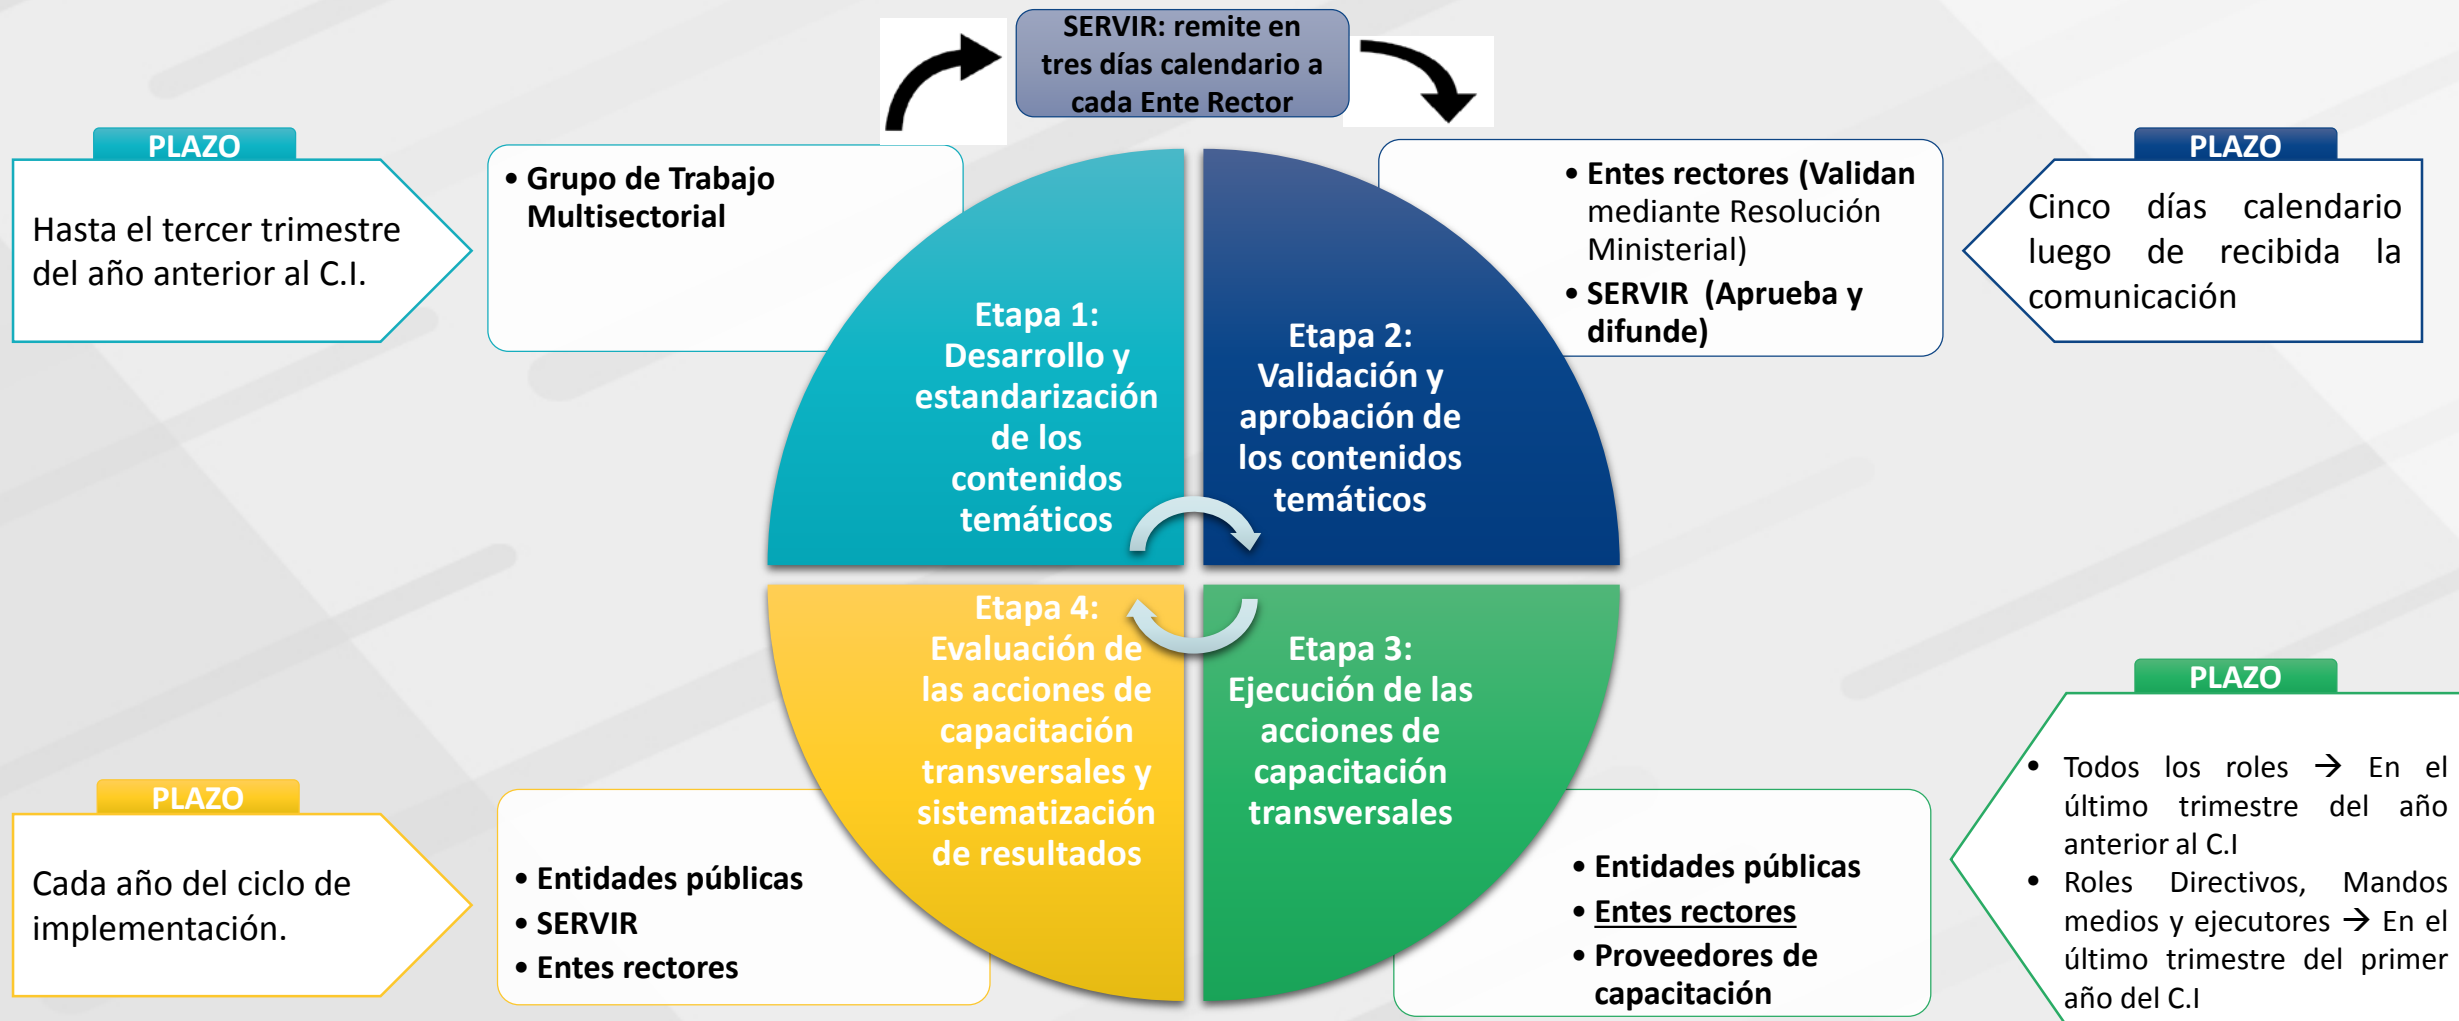 SERVIR: remite en
tres días calendario a
cada Ente Rector
PLAZO
Hasta el tercer trimestre
del año anterior al C.I.
• Grupo de Trabajo
Multisectorial
Etapa 1:
Desarrollo y
estandarización
de los
contenidos
temáticos
Etapa 2:
Validación y
aprobación de
los contenidos
temáticos
• Entes rectores (Validan
mediante Resolución
Ministerial)
• SERVIR (Aprueba y
difunde)
PLAZO
Cinco días calendario
luego de recibida la
comunicación
PLAZO
Cada año del ciclo de
implementación.
• Entidades públicas
• SERVIR
• Entes rectores
Etapa 4:
Evaluación de
las acciones de
capacitación
transversales y
sistematización
de resultados
Etapa 3:
Ejecución de las
acciones de
capacitación
transversales
• Entidades públicas
• Entes rectores
• Proveedores de
capacitación
PLAZO
• Todos los roles → En el
último trimestre del año
anterior al C.I
• Roles Directivos, Mandos
medios y ejecutores → En el
último trimestre del primer
año del C.I